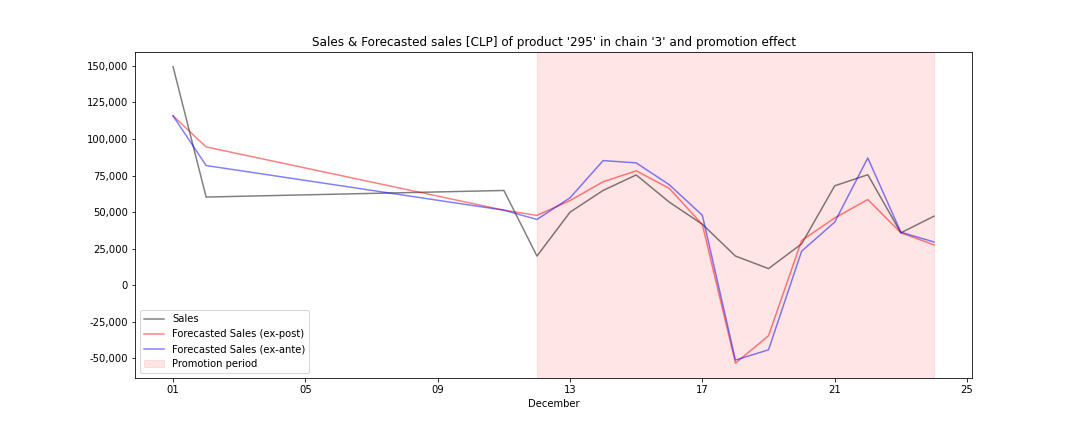 Sales & Forecasted sales [CLP] of product '295' in chain '3' and promotion effect
150,000
125,000
100,000
75,000
50,000
25,000
0
-25,000
-50,000
Sales
Forecasted Sales (ex-post)
Forecasted Sales (ex-ante)
Promotion period
01 05 09 13 17 21 25
December